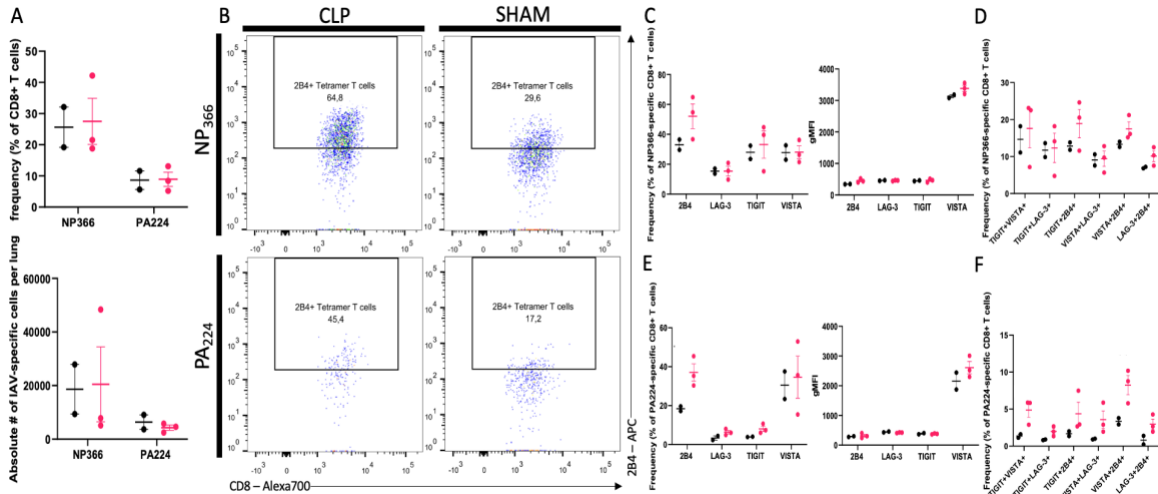 A
frequency (% of CD8+ T cells)
50
40
30
20
10
0
NP366
PA224
Absolute # of IAV-specific cells per lung
60000
40000
20000
0
NP366
PA224
B
CLP
SHAM
NP366
2B4+ Tetramer T cells
64,8
2B4+ Tetramer T cells
29,6
PA224
2B4+ Tetramer T cells
45,4
2B4+ Tetramer T cells
17,2
CD8 – Alexa700
2B4 – APC
C
Frequency (% of NP366-specific CD8+ T cells)
80
60
40
20
0
2B4
LAG-3
TIGIT
VISTA
gMFI
4000
3000
2000
1000
0
2B4
LAG-3
TIGIT
VISTA
D
Frequency (% of NP366-specific CD8+ T cells)
30
20
10
0
TIGIT+VISTA+
TIGIT+LAG-3+
TIGIT+2B4+
VISTA+LAG-3+
VISTA+2B4+
LAG-3+2B4+
E
Frequency (% of PA224-specific CD8+ T cells)
60
40
20
0
2B4
LAG-3
TIGIT
VISTA
gMFI
4000
3000
2000
1000
0
2B4
LAG-3
TIGIT
VISTA
F
Frequency (% of PA224-specific CD8+ T cells)
15
10
5
0
TIGIT+VISTA+
TIGIT+LAG-3+
TIGIT+2B4+
VISTA+LAG-3+
VISTA+2B4+
LAG-3+2B4+